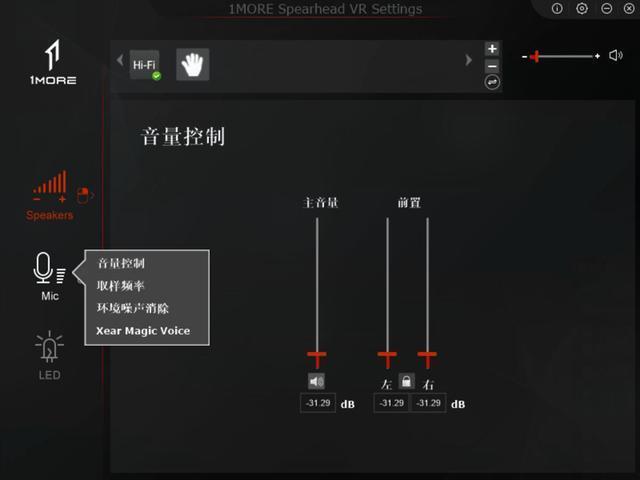 1MORE Spearhead VR Settings
1MORE
Hi-Fi
音量控制
主音量
前置
Speakers
音量控制
取样频率
环境噪声消除
Xear Magic Voice
Mic
LED
左
右
-31.29 dB
-31.29 -31.29 dB